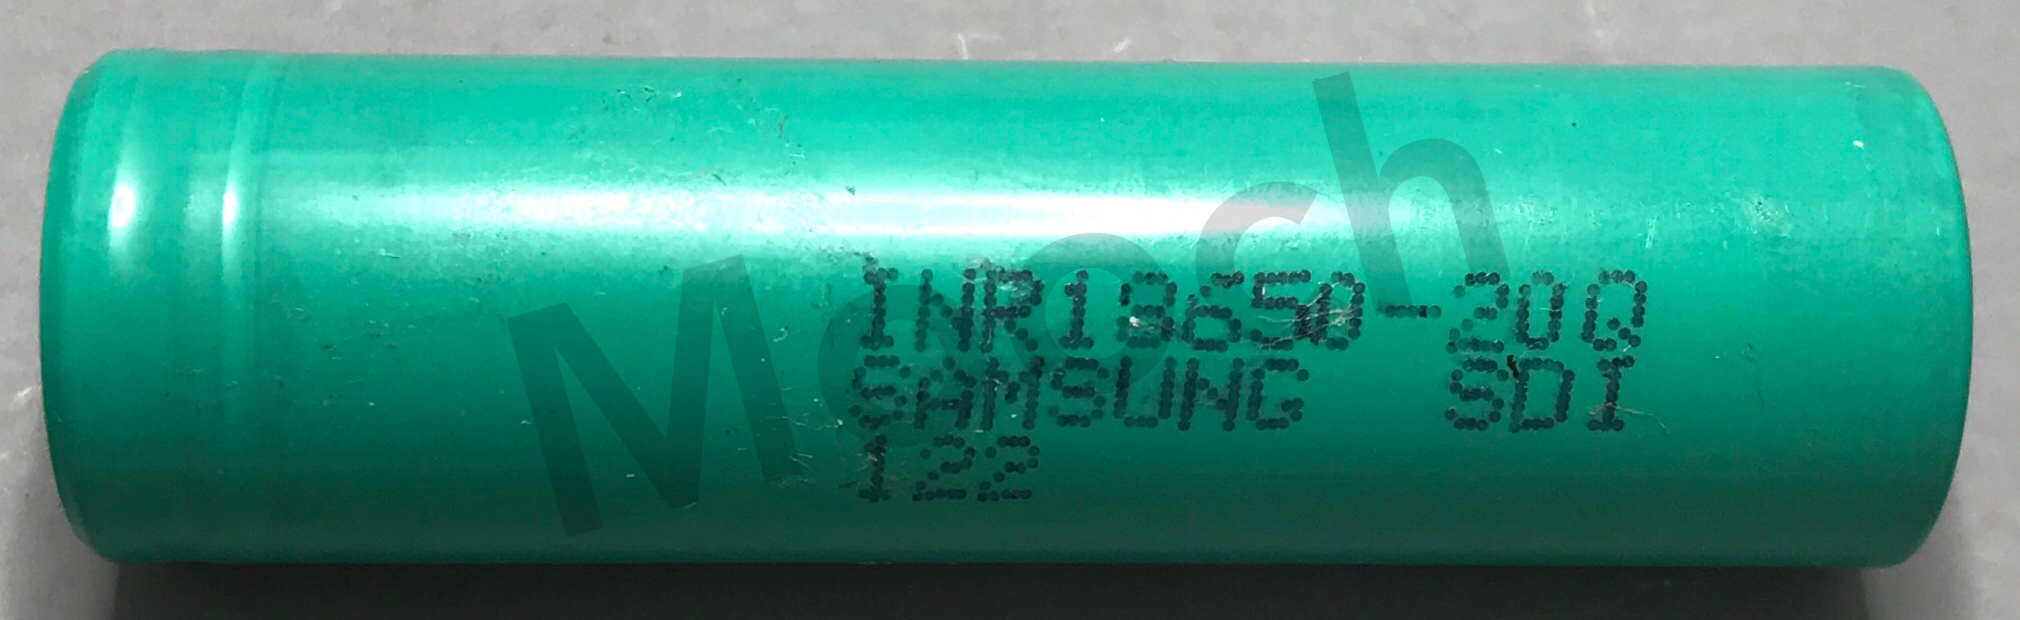 INR18650-20Q
SAMSUNG SDI
122
Mooch